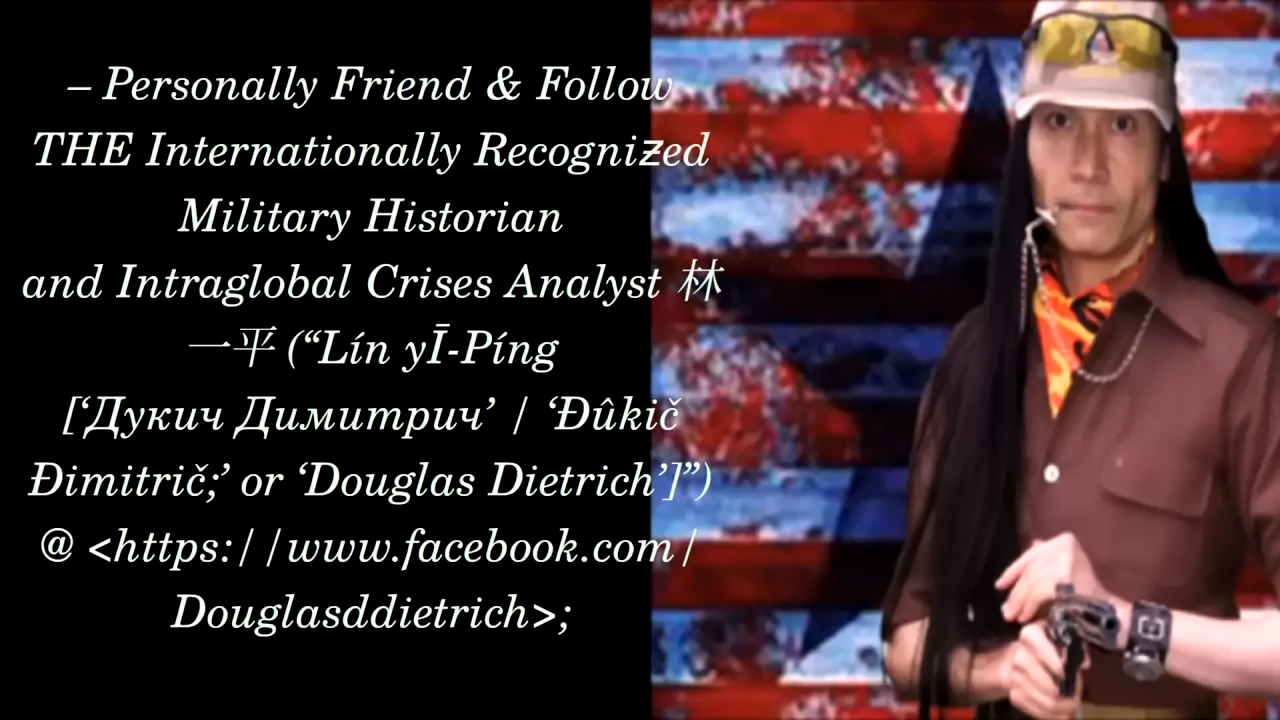 – Personally Friend & Follow
THE Internationally Recogniƶed
Military Historian
and Intraglobal Crises Analyst 林
一平 (“Lín yĪ-Píng
[‘Дукич Димитрич’ / ‘Đûkič
Đimitrič;’ or ‘Douglas Dietrich’]”)
@ <https://www.facebook.com/
Douglasddietrich>;